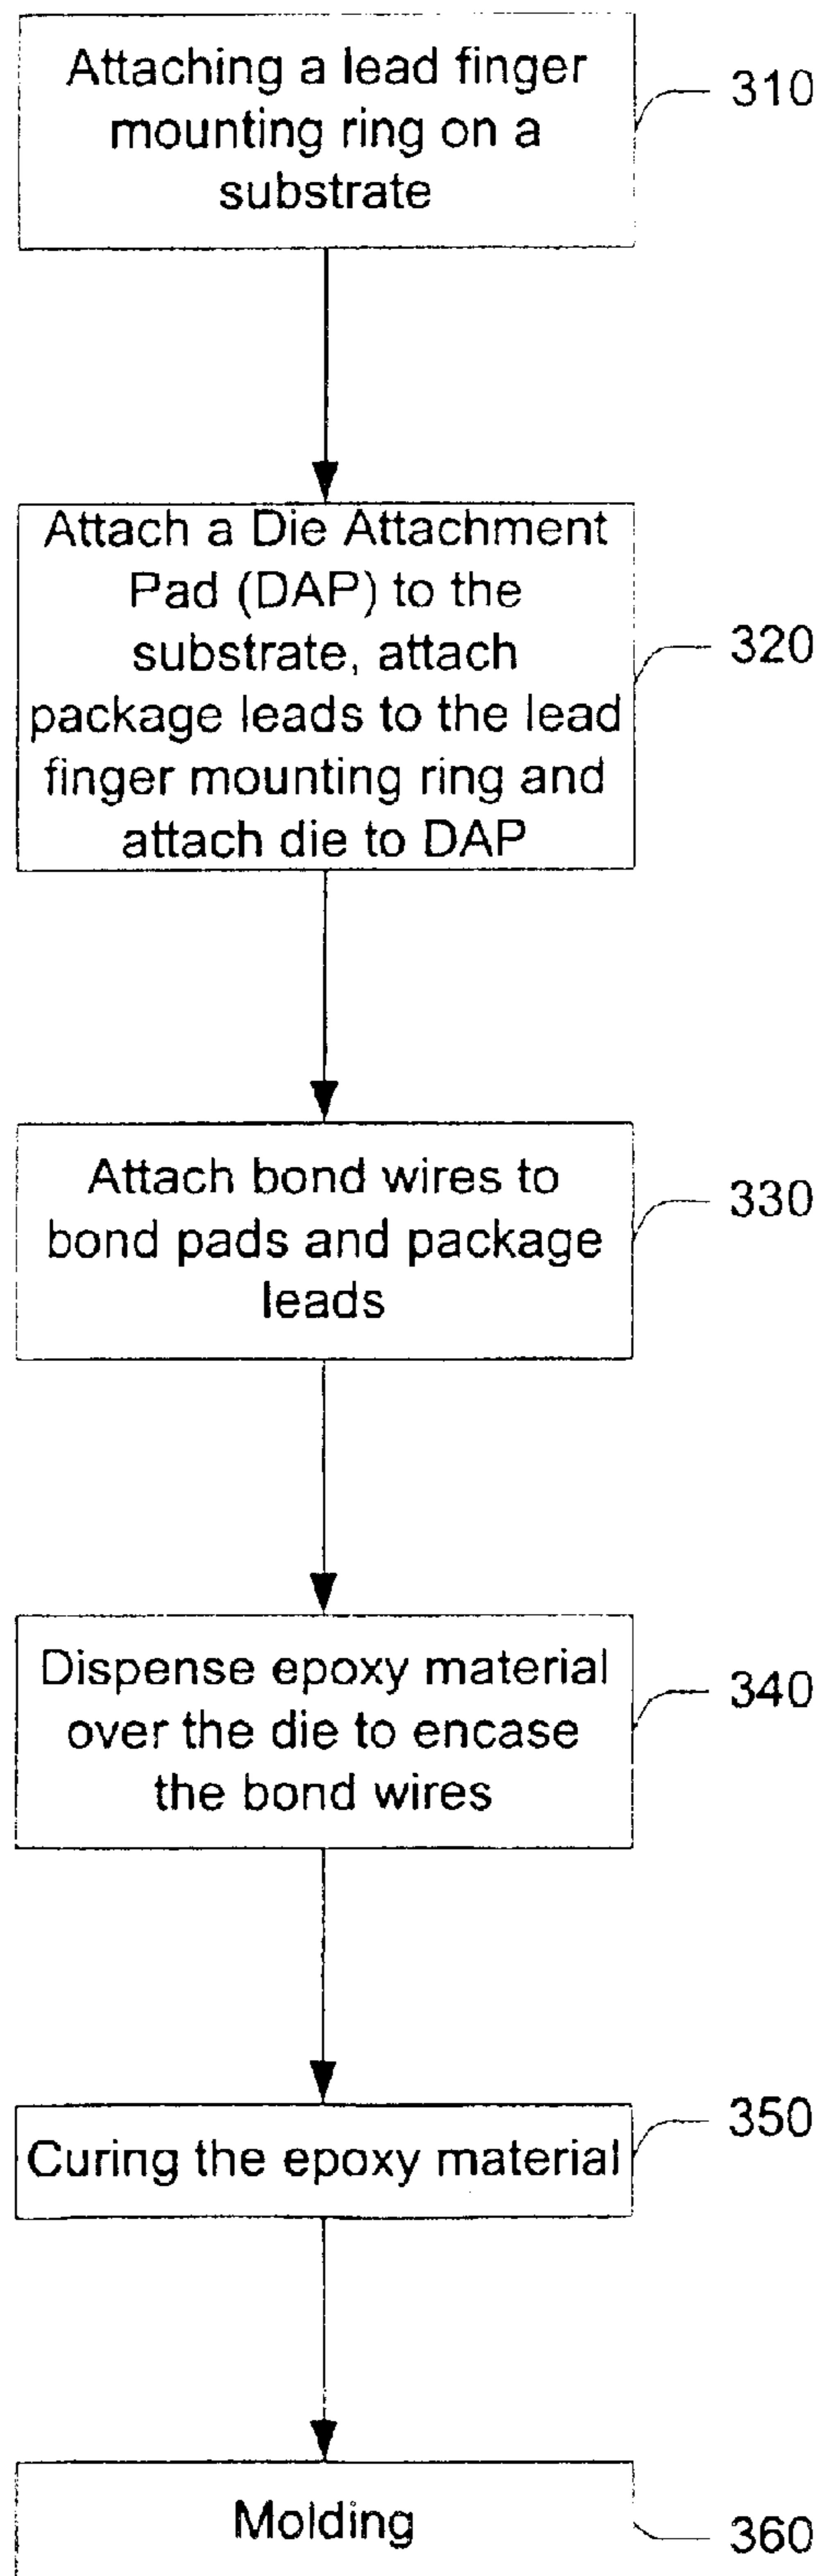 Attaching a lead finger
mounting ring on a
substrate
310
Attach a Die Attachment
Pad (DAP) to the
substrate, attach
package leads to the lead
finger mounting ring and
attach die to DAP
320
Attach bond wires to
bond pads and package
leads
330
Dispense epoxy material
over the die to encase
the bond wires
340
Curing the epoxy material
350
Molding
360